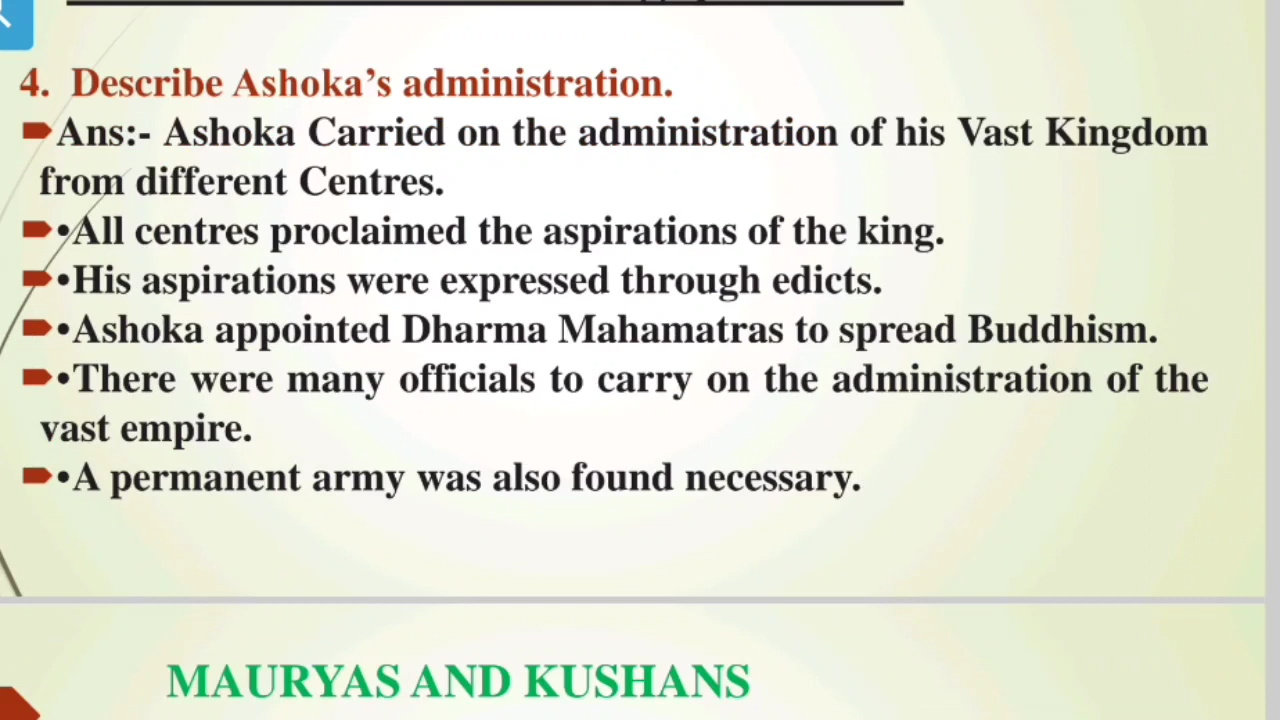 4. Describe Ashoka's administration.
Ans:- Ashoka Carried on the administration of his Vast Kingdom
from different Centres.
•All centres proclaimed the aspirations of the king.
•His aspirations were expressed through edicts.
•Ashoka appointed Dharma Mahamatras to spread Buddhism.
•There were many officials to carry on the administration of the
vast empire.
•A permanent army was also found necessary.
MAURYAS AND KUSHANS